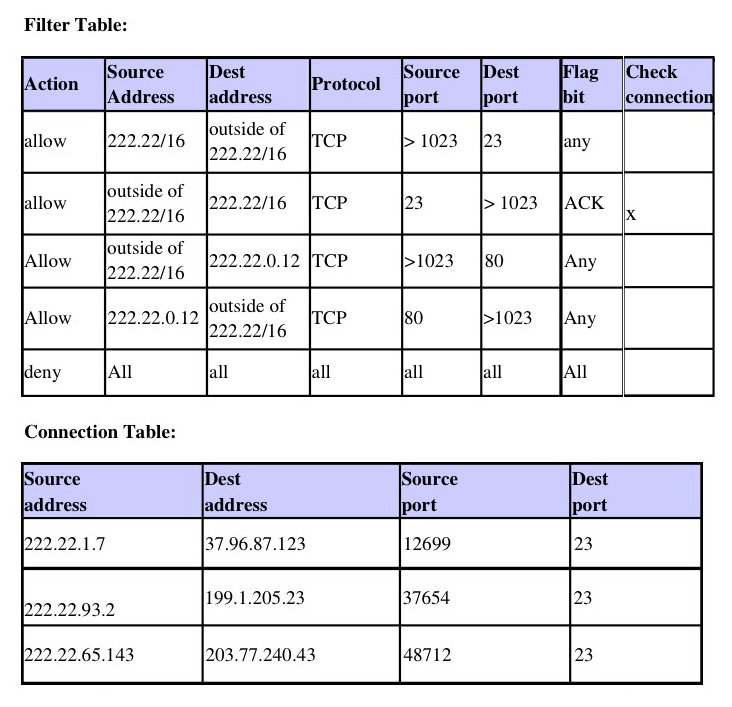 Filter Table:
Action Source Address Dest address Protocol Source port Dest port Flag bit Check connection
allow 222.22/16 outside of 222.22/16 TCP > 1023 23 any
allow outside of 222.22/16 222.22/16 TCP 23 > 1023 ACK x
Allow outside of 222.22/16 222.22.0.12 TCP >1023 80 Any
Allow 222.22.0.12 outside of 222.22/16 TCP 80 >1023 Any
deny All all all all all All
Connection Table:
Source address Dest address Source port Dest port
222.22.1.7 37.96.87.123 12699 23
222.22.93.2 199.1.205.23 37654 23
222.22.65.143 203.77.240.43 48712 23